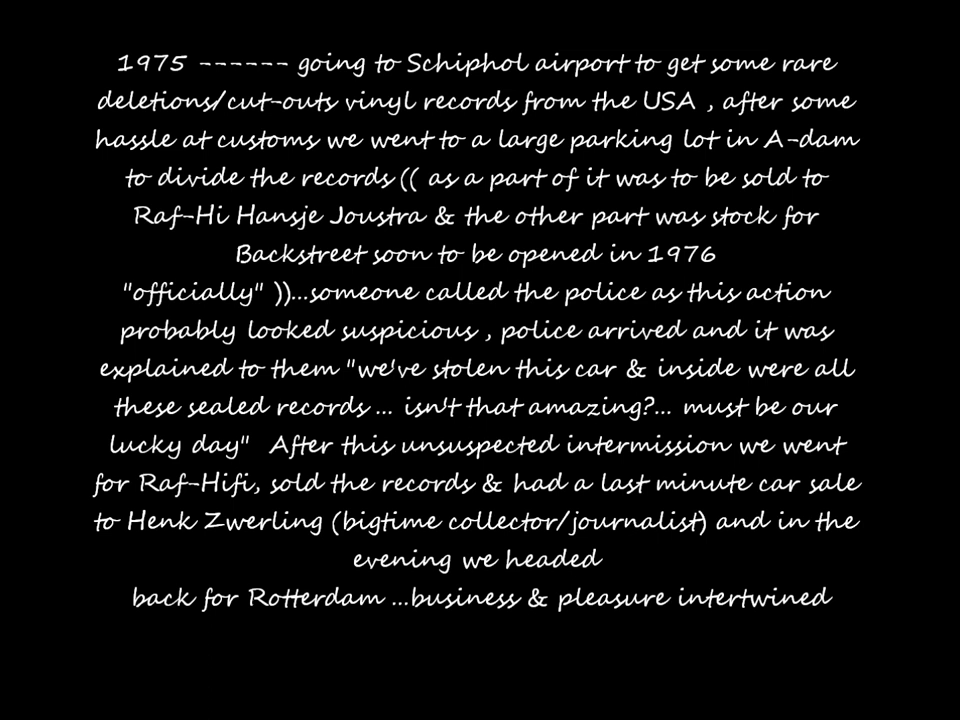 1975 ------ going to Schiphol airport to get some rare
deletions/cut-outs vinyl records from the USA , after some
hassle at customs we went to a large parking lot in A-dam
to divide the records (( as a part of it was to be sold to
Raf-Hi Hansje Joustra & the other part was stock for
Backstreet soon to be opened in 1976
"officially" ))...someone called the police as this action
probably looked suspicious , police arrived and it was
explained to them "we've stolen this car & inside were all
these sealed records ... isn't that amazing?... must be our
lucky day"  After this unsuspected intermission we went
for Raf-Hifi, sold the records & had a last minute car sale
to Henk Zwerling (bigtime collector/journalist) and in the
evening we headed
back for Rotterdam ...business & pleasure intertwined